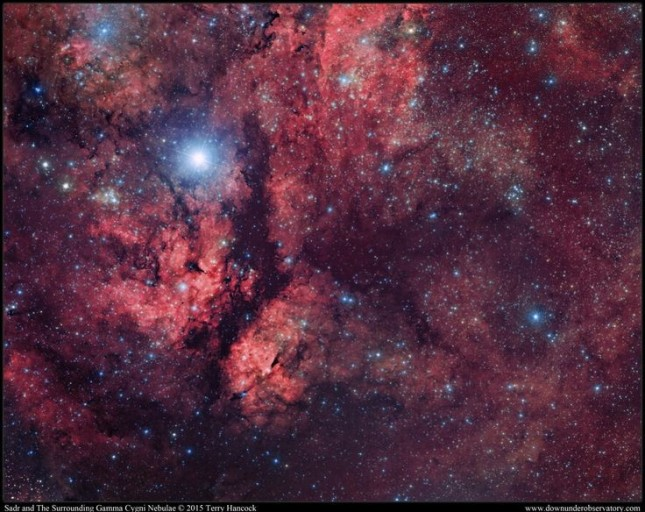 Sadr and The Surrounding Gamma Cygni Nebulae © 2015 Terry Hancock
www.downunderobservatory.com